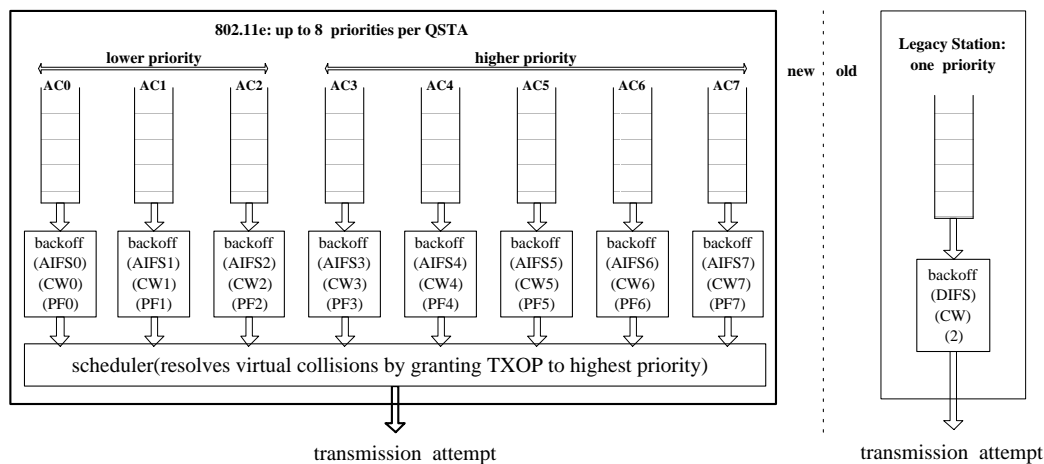 802.11e: up to 8 priorities per QSTA
lower priority
higher priority
AC0 AC1 AC2 AC3 AC4 AC5 AC6 AC7
backoff
(AIFS0)
(CW0)
(PF0)
backoff
(AIFS1)
(CW1)
(PF1)
backoff
(AIFS2)
(CW2)
(PF2)
backoff
(AIFS3)
(CW3)
(PF3)
backoff
(AIFS4)
(CW4)
(PF4)
backoff
(AIFS5)
(CW5)
(PF5)
backoff
(AIFS6)
(CW6)
(PF6)
backoff
(AIFS7)
(CW7)
(PF7)
scheduler(resolves virtual collisions by granting TXOP to highest priority)
transmission attempt
new
old
Legacy Station:
one priority
backoff
(DIFS)
(CW)
(2)
transmission attempt